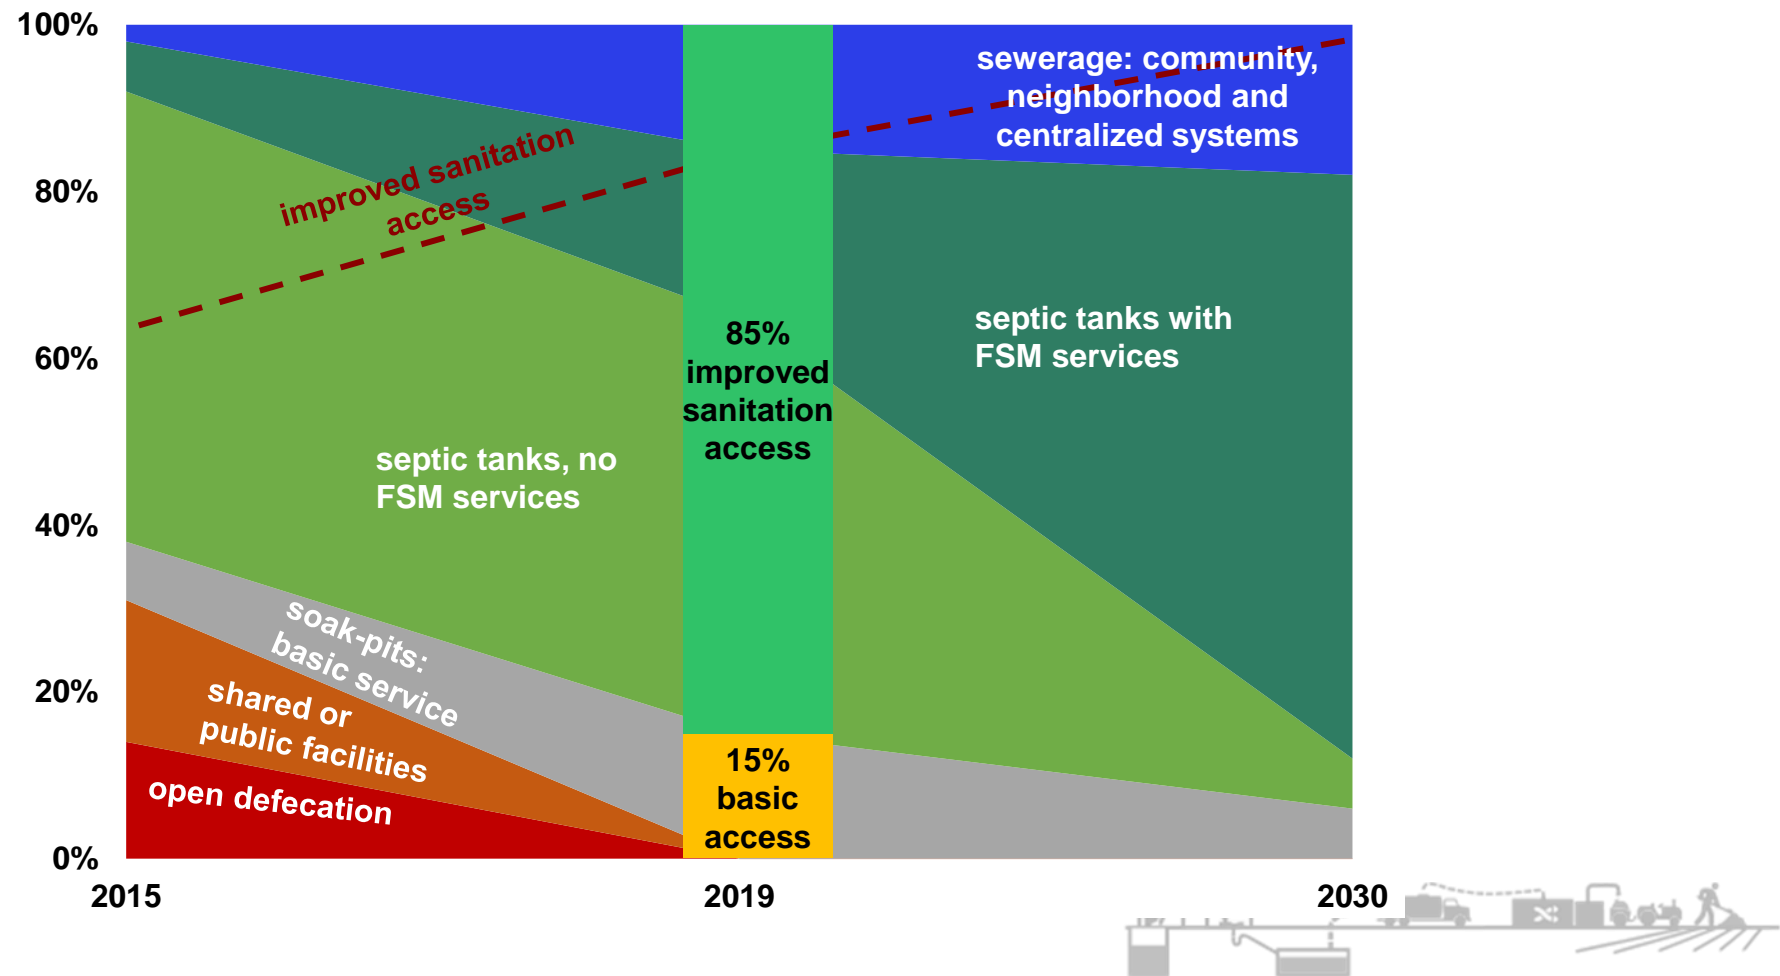 100%
80%
60%
40%
20%
0%
sewerage: community,
neighborhood and
centralized systems
improved sanitation
access
septic tanks with
FSM services
85%
improved
sanitation
access
septic tanks, no
FSM services
soak-pits:
basic service
shared or
public facilities
open defecation
15%
basic
access
2015
2019
2030